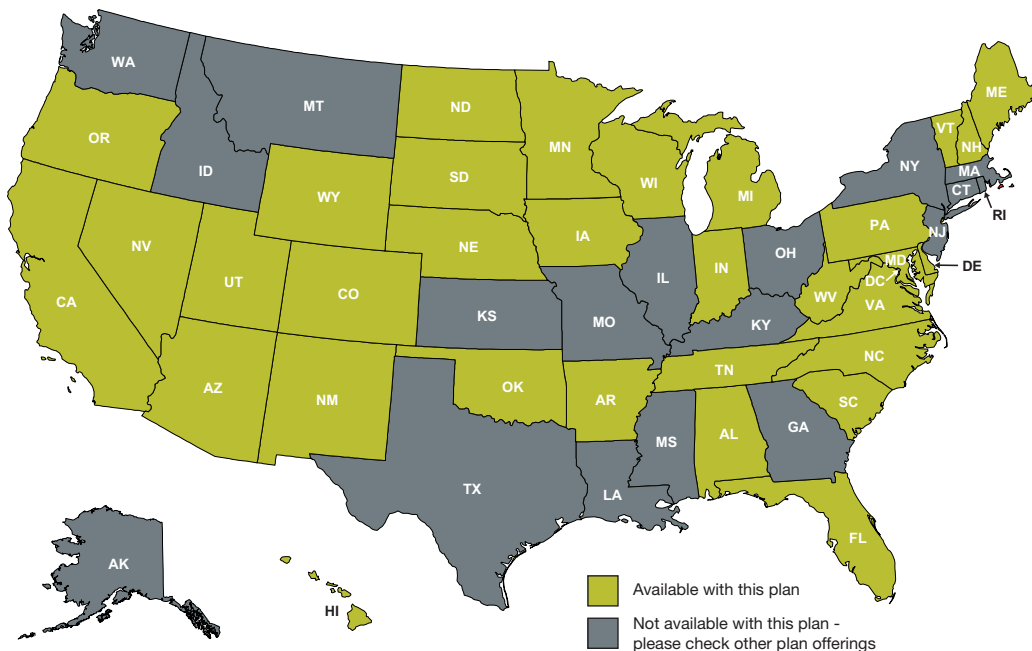 WA
MT
ND
ME
OR
MN
VT
NH
ID
SD
WI
NY
MA
WY
MI
CT
RI
NV
NE
IA
PA
NJ
UT
CO
IL
IN
OH
MD
DE
CA
DC
WV
VA
KS
MO
KY
AZ
NM
OK
AR
TN
NC
SC
MS
AL
GA
TX
LA
FL
AK
HI
Available with this plan
Not available with this plan -
please check other plan offerings